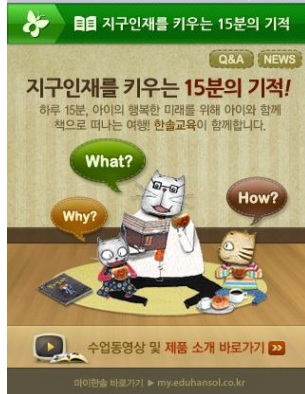 지구인재를 키우는 15분의 기적
Q&A NEWS
지구인재를 키우는 15분의 기적!
하루 15분, 아이의 행복한 미래를 위해 아이와 함께
책으로 떠나는 여행! 한솔교육이 함께합니다.
What?
Why?
How?
수업동영상 및 제품 소개 바로가기
마이한솔 바로가기 ▶ my.eduhansol.co.kr